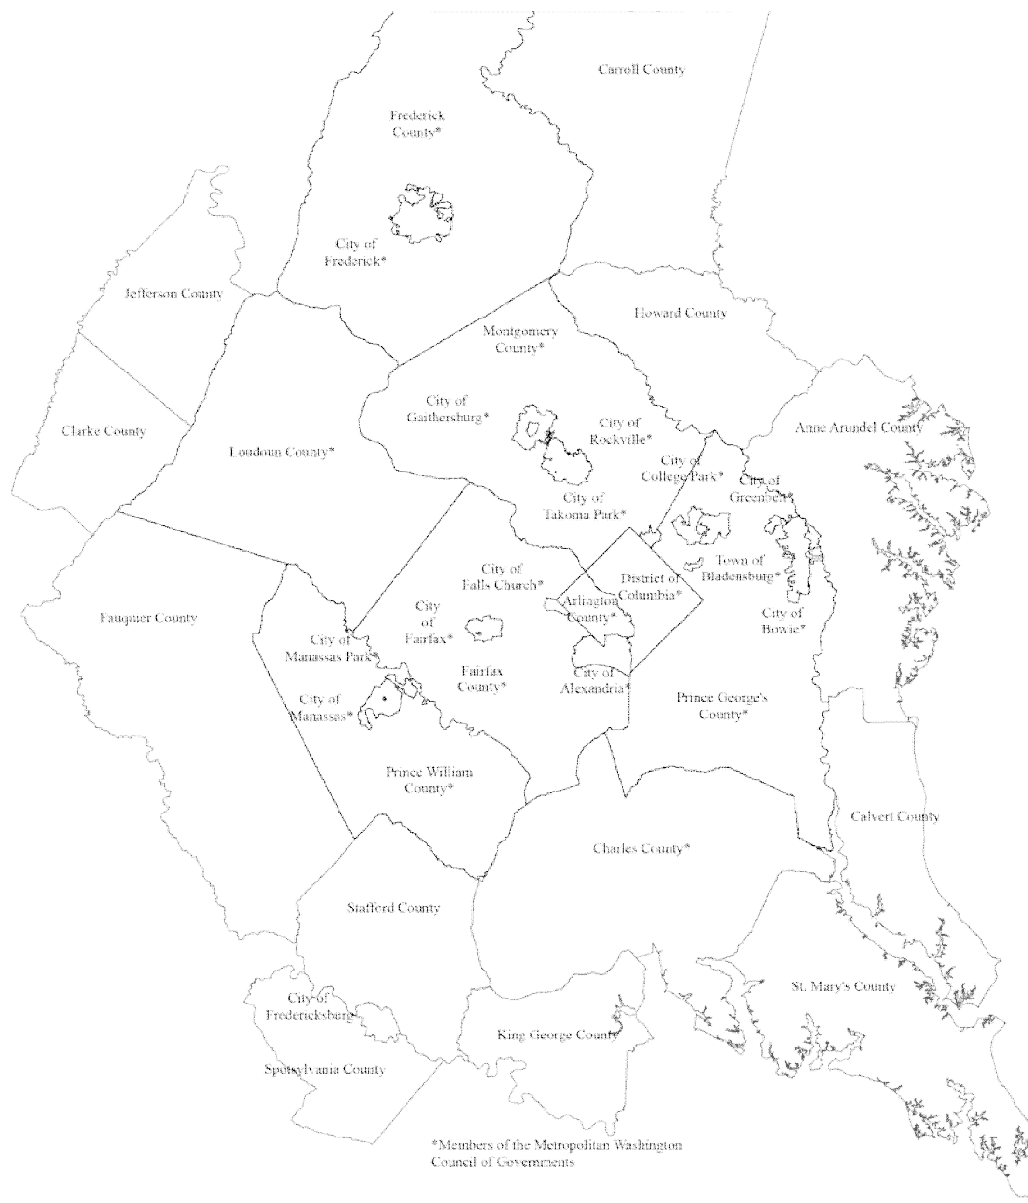 Carroll County
Frederick
County*
City of
Frederick*
Jefferson County
Howard County
Montgomery
County*
City of
Gaithersburg*
City of
Rockville*
Clarke County
Loudoun County*
Anne Arundel County
City of
College Park*
City of
Greenbelt*
City of
Takoma Park*
City of
Falls Church*
District of
Columbia*
Town of
Bladensburg*
Arlington
County*
City of
Bowie*
Fauquier County
City
of
Fairfax*
City of
Manassas Park*
Fairfax
County*
City of
Alexandria*
City of
Manassas*
Prince George's
County*
Prince William
County*
Calvert County
Charles County*
Stafford County
St. Mary's County
City of
Fredericksburg
King George County
Spotsylvania County
*Members of the Metropolitan Washington
Council of Governments